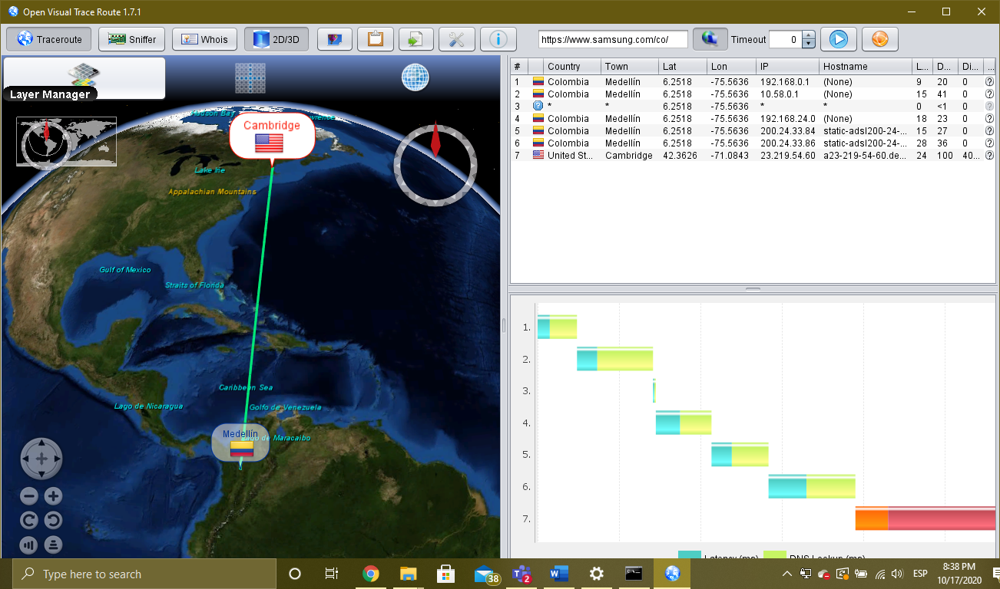 Open Visual Trace Route 1.7.1
Traceroute Sniffer Whois 2D/3D https://www.samsung.com/co/ Timeout 0
Layer Manager
Hudson Bay
Cambridge
Lake Irie
Appalachian Mountains
Gulf of Mexico
Straits of Florida
Caribbean Sea
Lago de Nicaragua
Golfo de Venezuela
Medellín
de Maracaibo
# Country Town Lat Lon IP Hostname L... D... Di... ...
1 Colombia Medellín 6.2518 -75.5636 192.168.0.1 (None) 9 20 0
2 Colombia Medellín 6.2518 -75.5636 10.58.0.1 (None) 15 41 0
3 * * 6.2518 -75.5636 * * 0 <1 0
4 Colombia Medellín 6.2518 -75.5636 192.168.24.0 (None) 18 23 0
5 Colombia Medellín 6.2518 -75.5636 200.24.33.84 static-adsl200-24-... 15 27 0
6 Colombia Medellín 6.2518 -75.5636 200.24.33.86 static-adsl200-24-... 28 36 0
7 United St... Cambridge 42.3626 -71.0843 23.219.54.60 a23-219-54-60.de... 24 100 40...
1.
2.
3.
4.
5.
6.
7.
Latency (ms) DNS Lookup (ms)
Type here to search
38
2
ESP
8:38 PM
10/17/2020